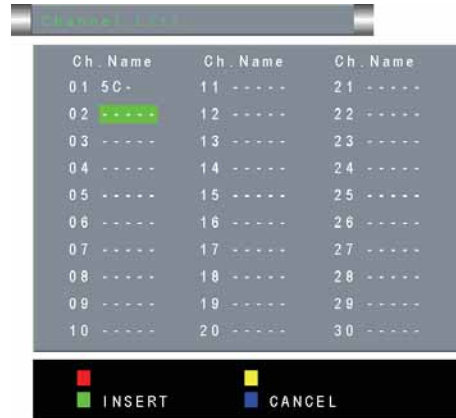 Channel List
Ch.Name Ch.Name Ch.Name
01 5C- 11 ----- 21 -----
02 ----- 12 ----- 22 -----
03 ----- 13 ----- 23 -----
04 ----- 14 ----- 24 -----
05 ----- 15 ----- 25 -----
06 ----- 16 ----- 26 -----
07 ----- 17 ----- 27 -----
08 ----- 18 ----- 28 -----
09 ----- 19 ----- 29 -----
10 ----- 20 ----- 30 -----
INSERT CANCEL